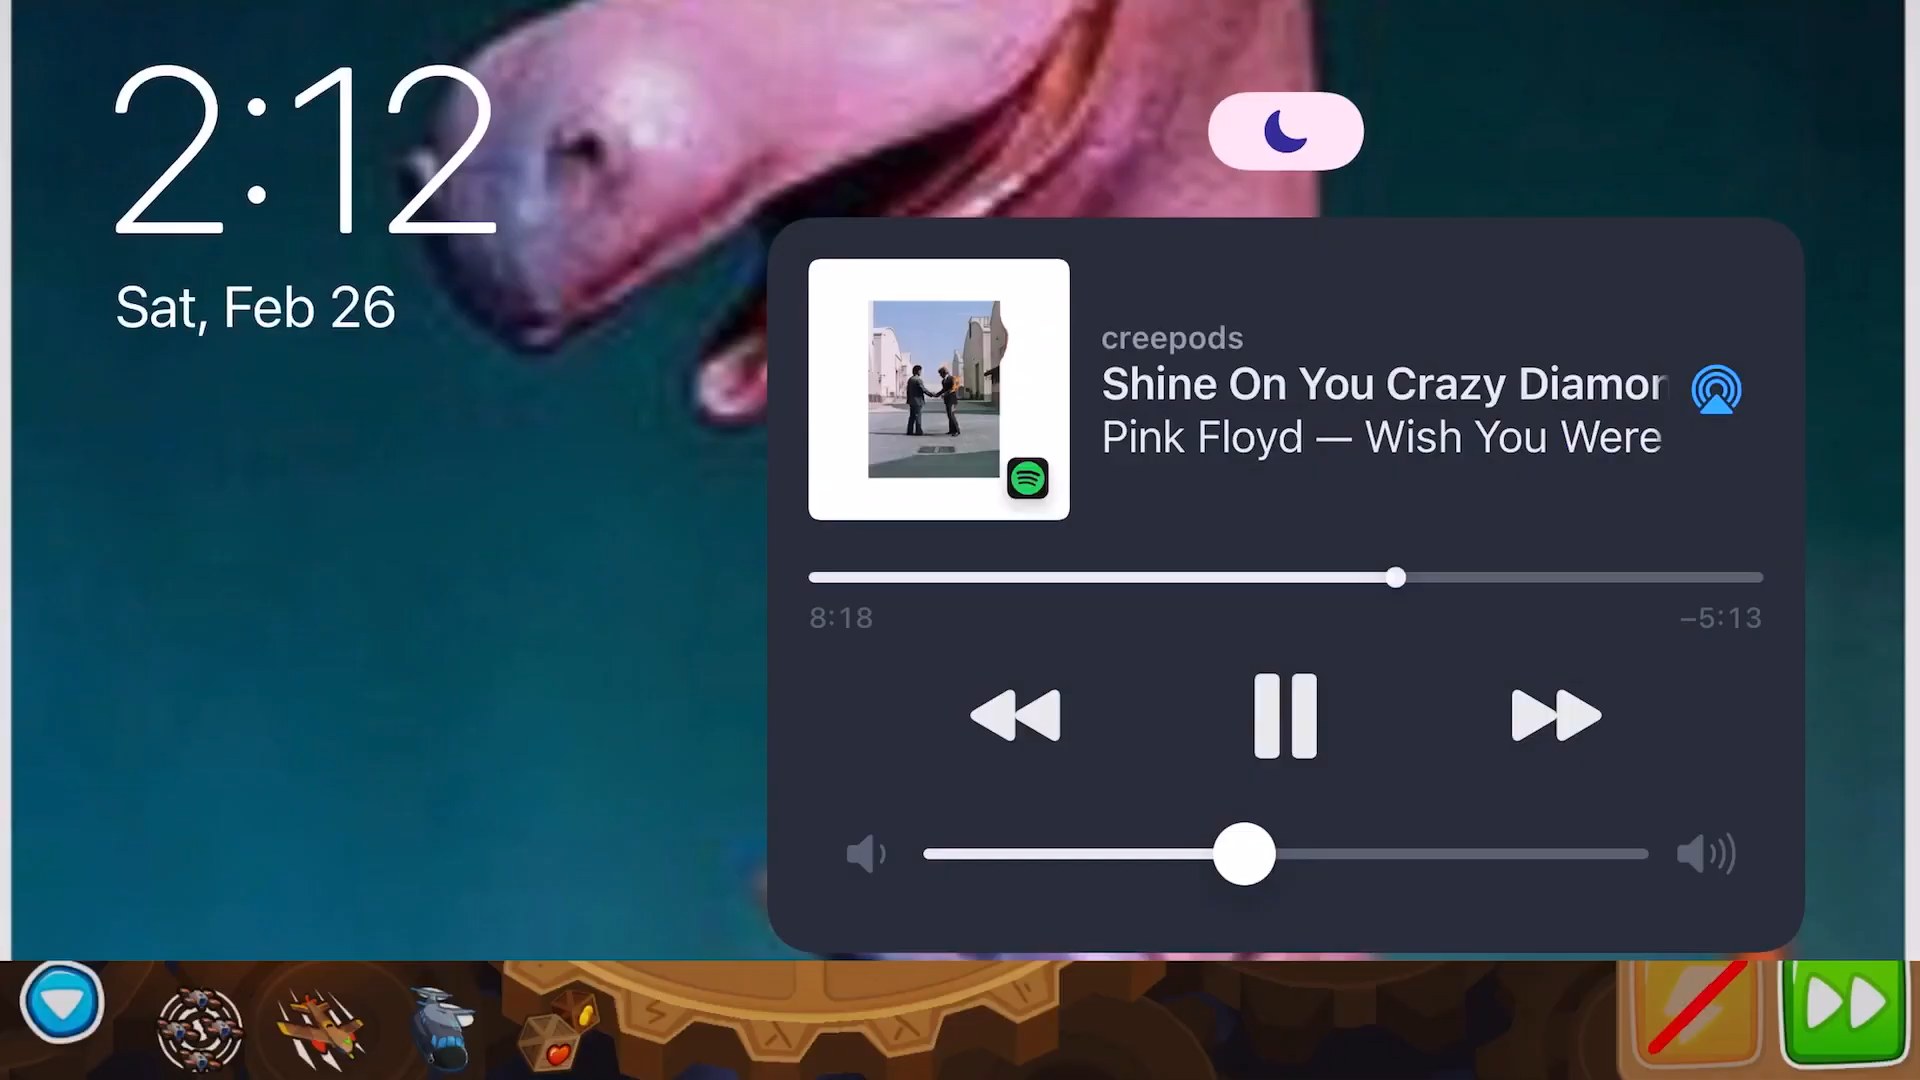 2:12
Sat, Feb 26
creepods
Shine On You Crazy Diamor
Pink Floyd — Wish You Were
8:18
–5:13